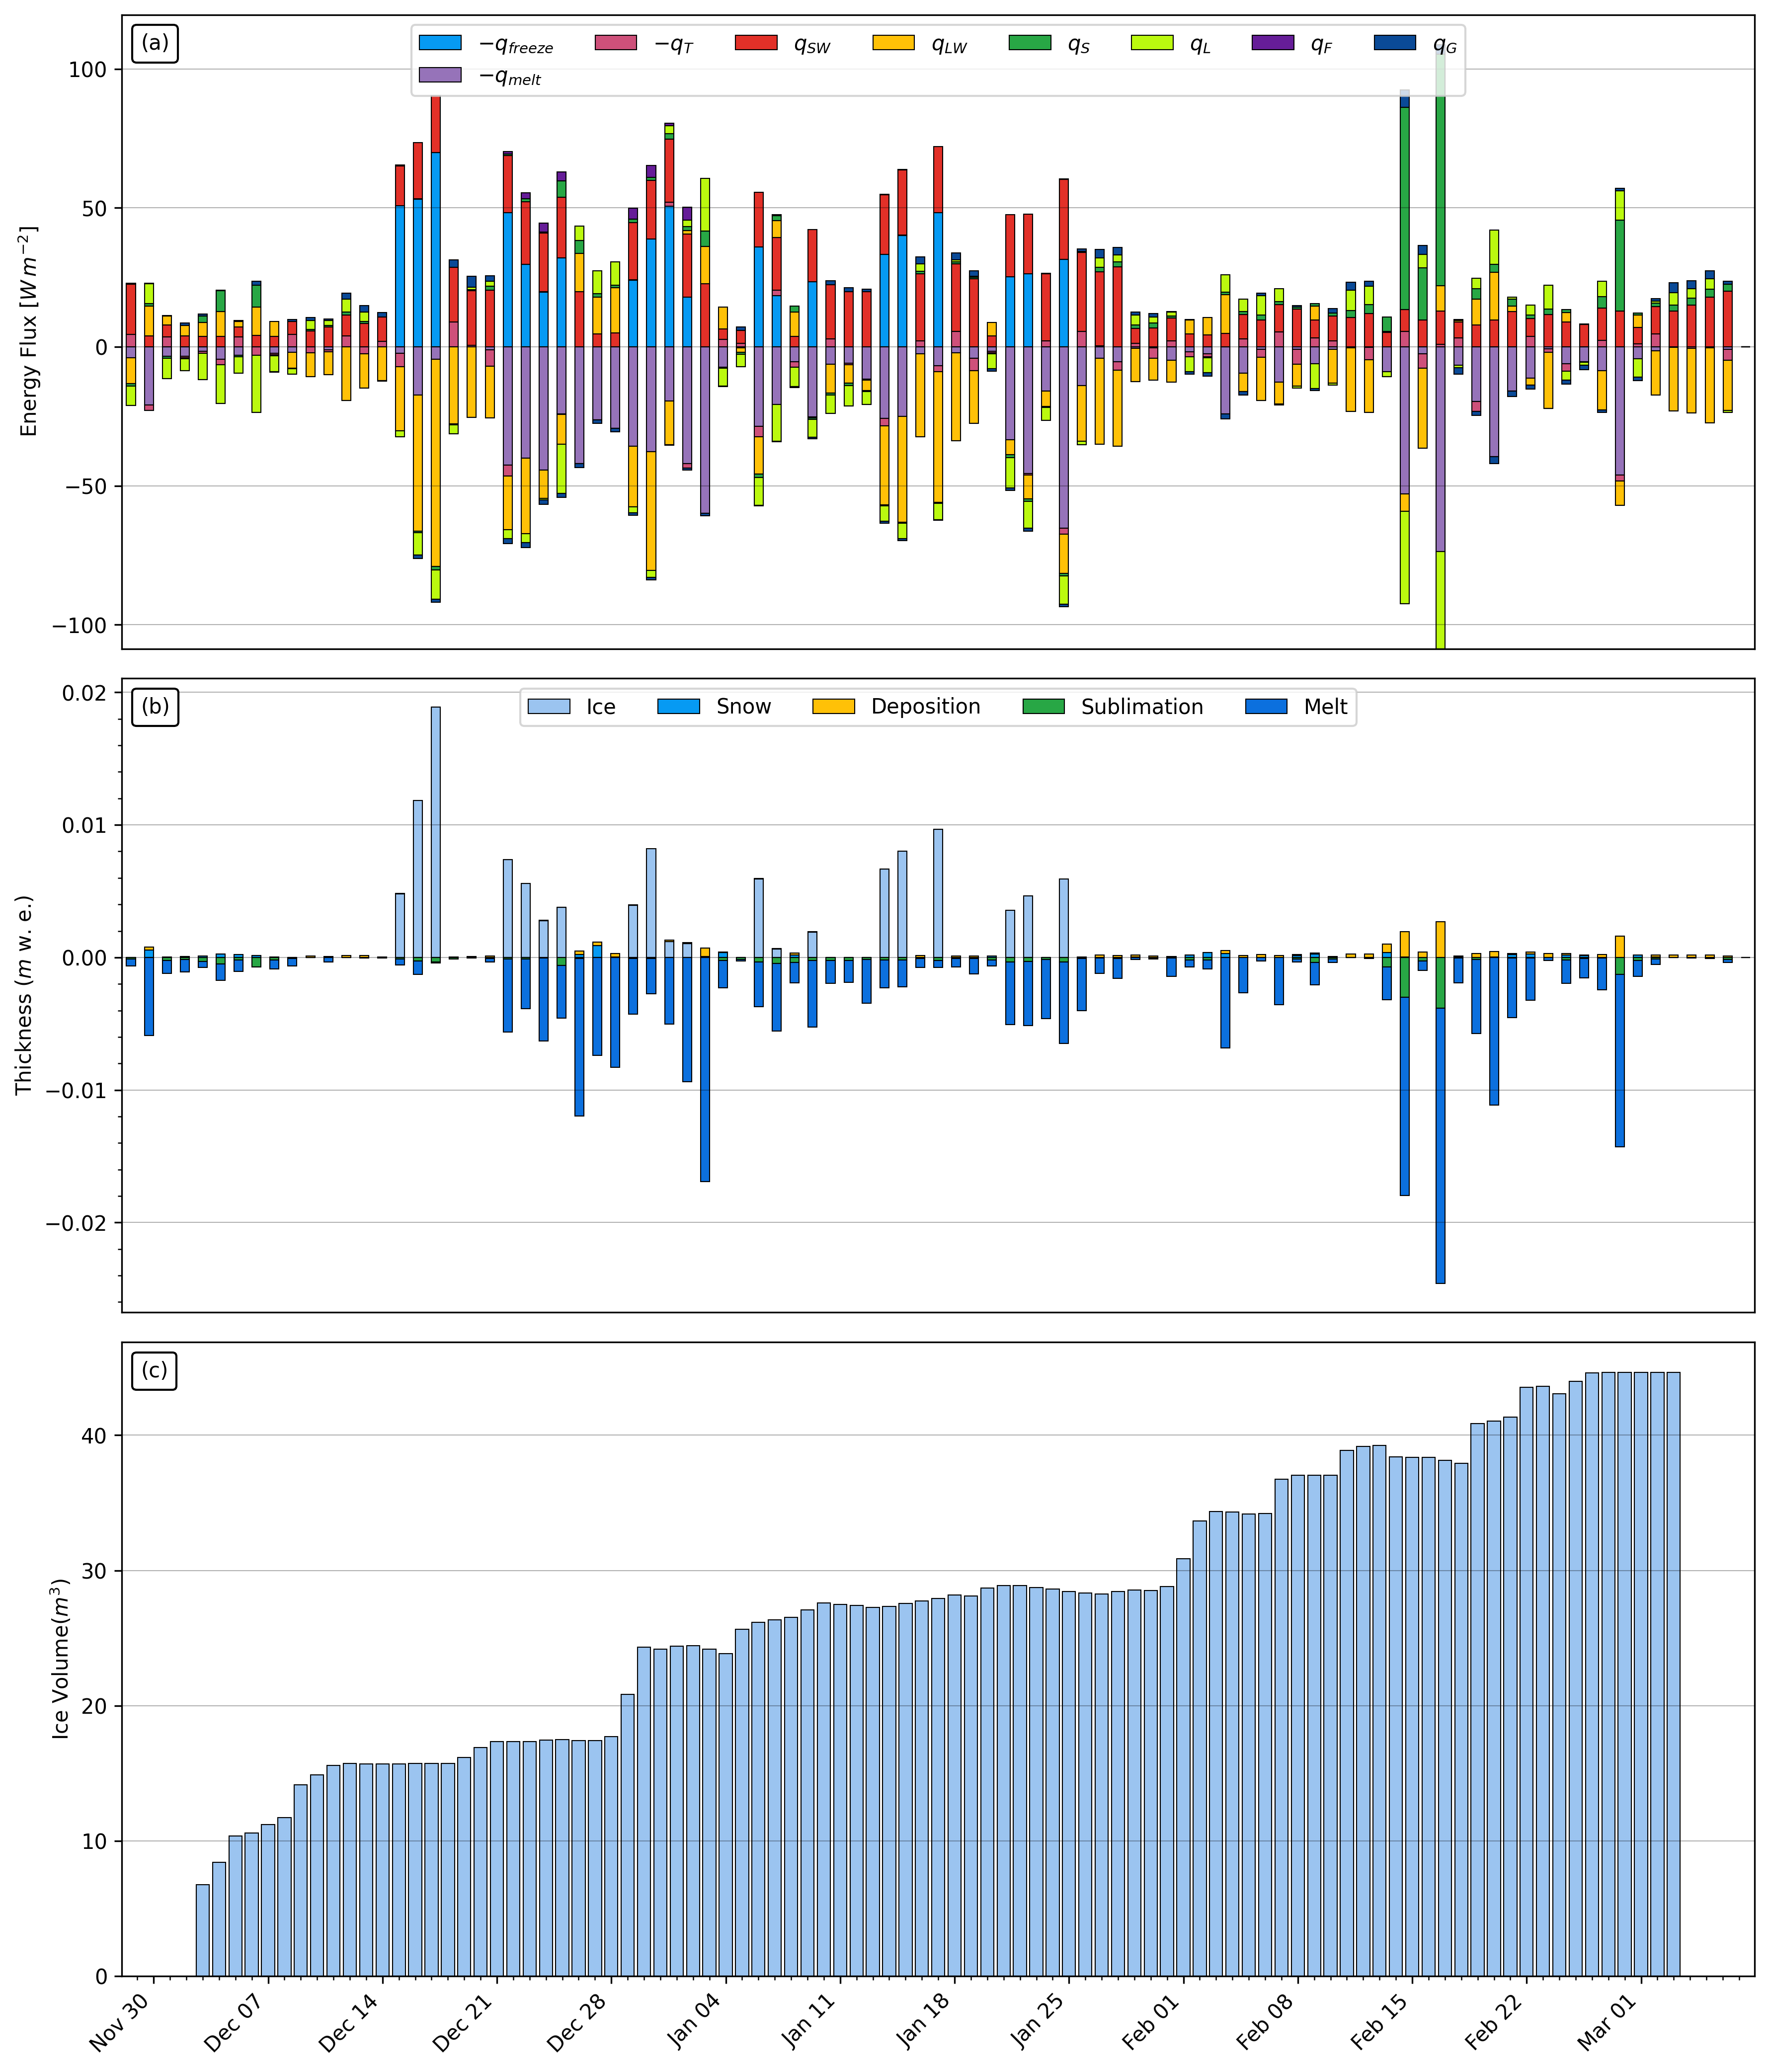 (a)
−q_freeze −q_T q_SW q_LW q_S q_L q_F q_G
−q_melt
Energy Flux [W m⁻²]
100
50
0
−50
−100
(b)
Ice Snow Deposition Sublimation Melt
Thickness (m w. e.)
0.02
0.01
0.00
−0.01
−0.02
(c)
Ice Volume(m³)
40
30
20
10
0
Nov 30 Dec 07 Dec 14 Dec 21 Dec 28 Jan 04 Jan 11 Jan 18 Jan 25 Feb 01 Feb 08 Feb 15 Feb 22 Mar 01